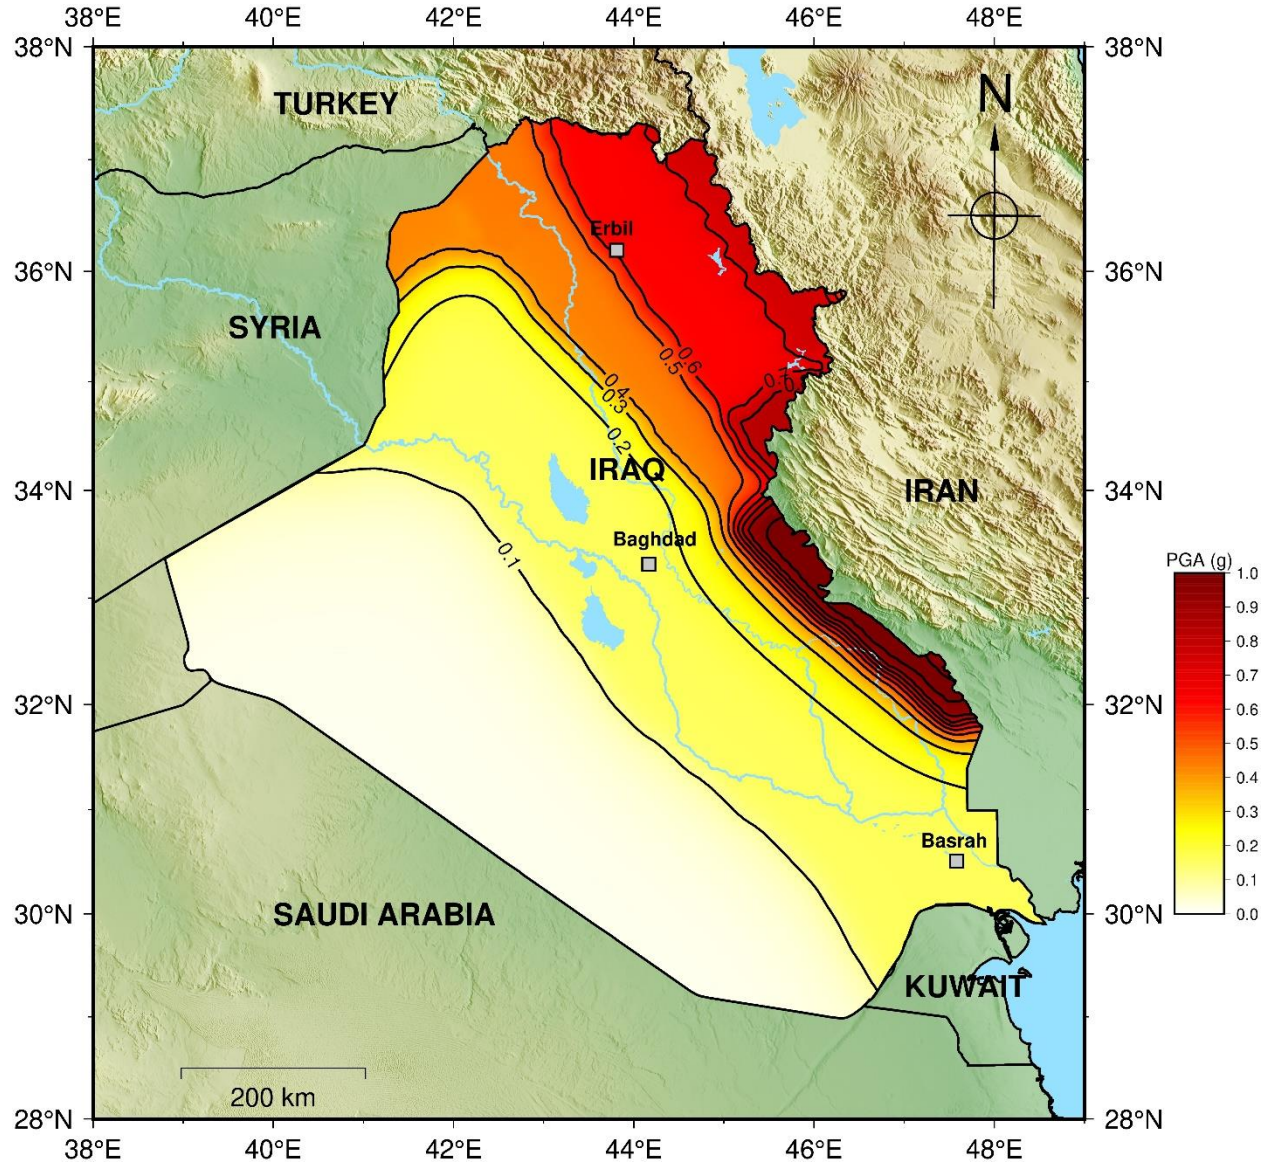 38°E 40°E 42°E 44°E 46°E 48°E
38°N 38°N
TURKEY
N
Erbil
36°N 36°N
SYRIA
0.6
0.5
0.4
0.3
0.2
IRAQ
34°N 34°N
IRAN
Baghdad
0.1
PGA (g)
1.0
0.9
0.8
0.7
0.6
0.5
0.4
0.3
0.2
0.1
0.0
32°N 32°N
Basrah
30°N 30°N
SAUDI ARABIA
KUWAIT
200 km
28°N 28°N
38°E 40°E 42°E 44°E 46°E 48°E